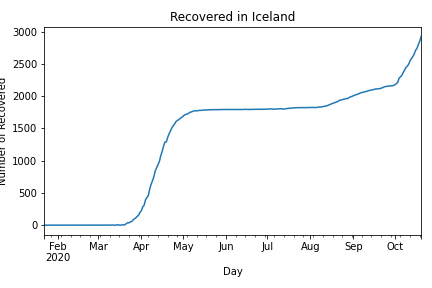 Recovered in Iceland
Number of Recovered
3000
2500
2000
1500
1000
500
0
Feb Mar Apr May Jun Jul Aug Sep Oct
2020
Day